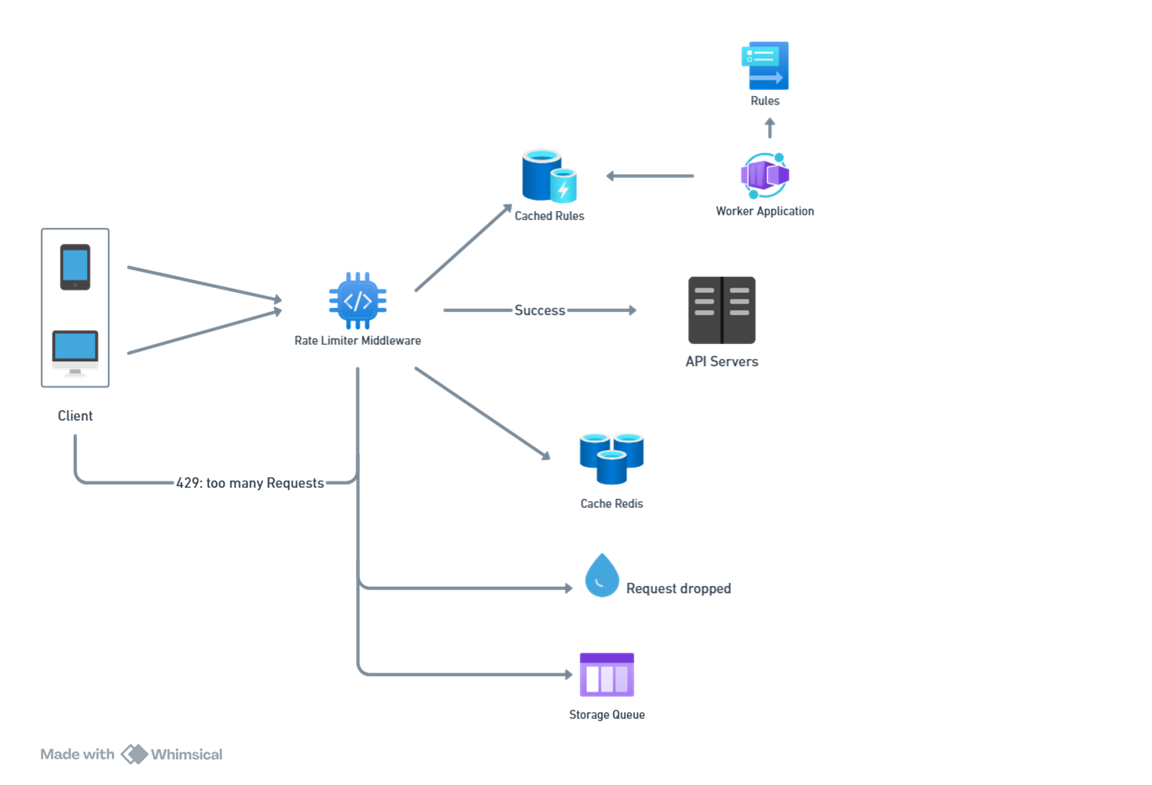 Rules
Cached Rules
Worker Application
Rate Limiter Middleware
Success
API Servers
Client
429: too many Requests
Cache Redis
Request dropped
Storage Queue
Made with Whimsical